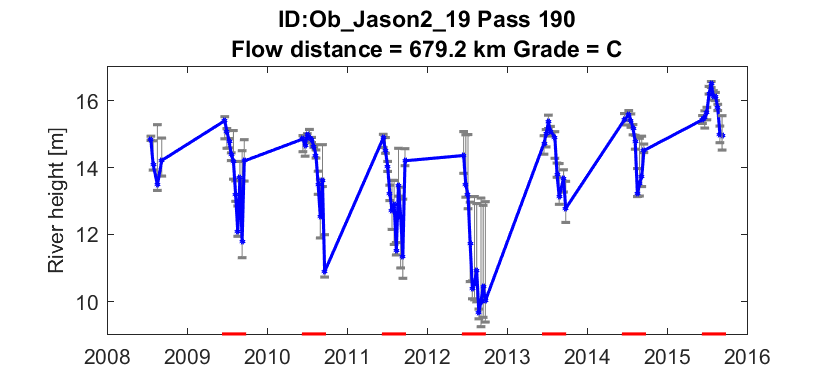 ID:Ob_Jason2_19 Pass 190
Flow distance = 679.2 km Grade = C
River height [m]
16
14
12
10
2008 2009 2010 2011 2012 2013 2014 2015 2016